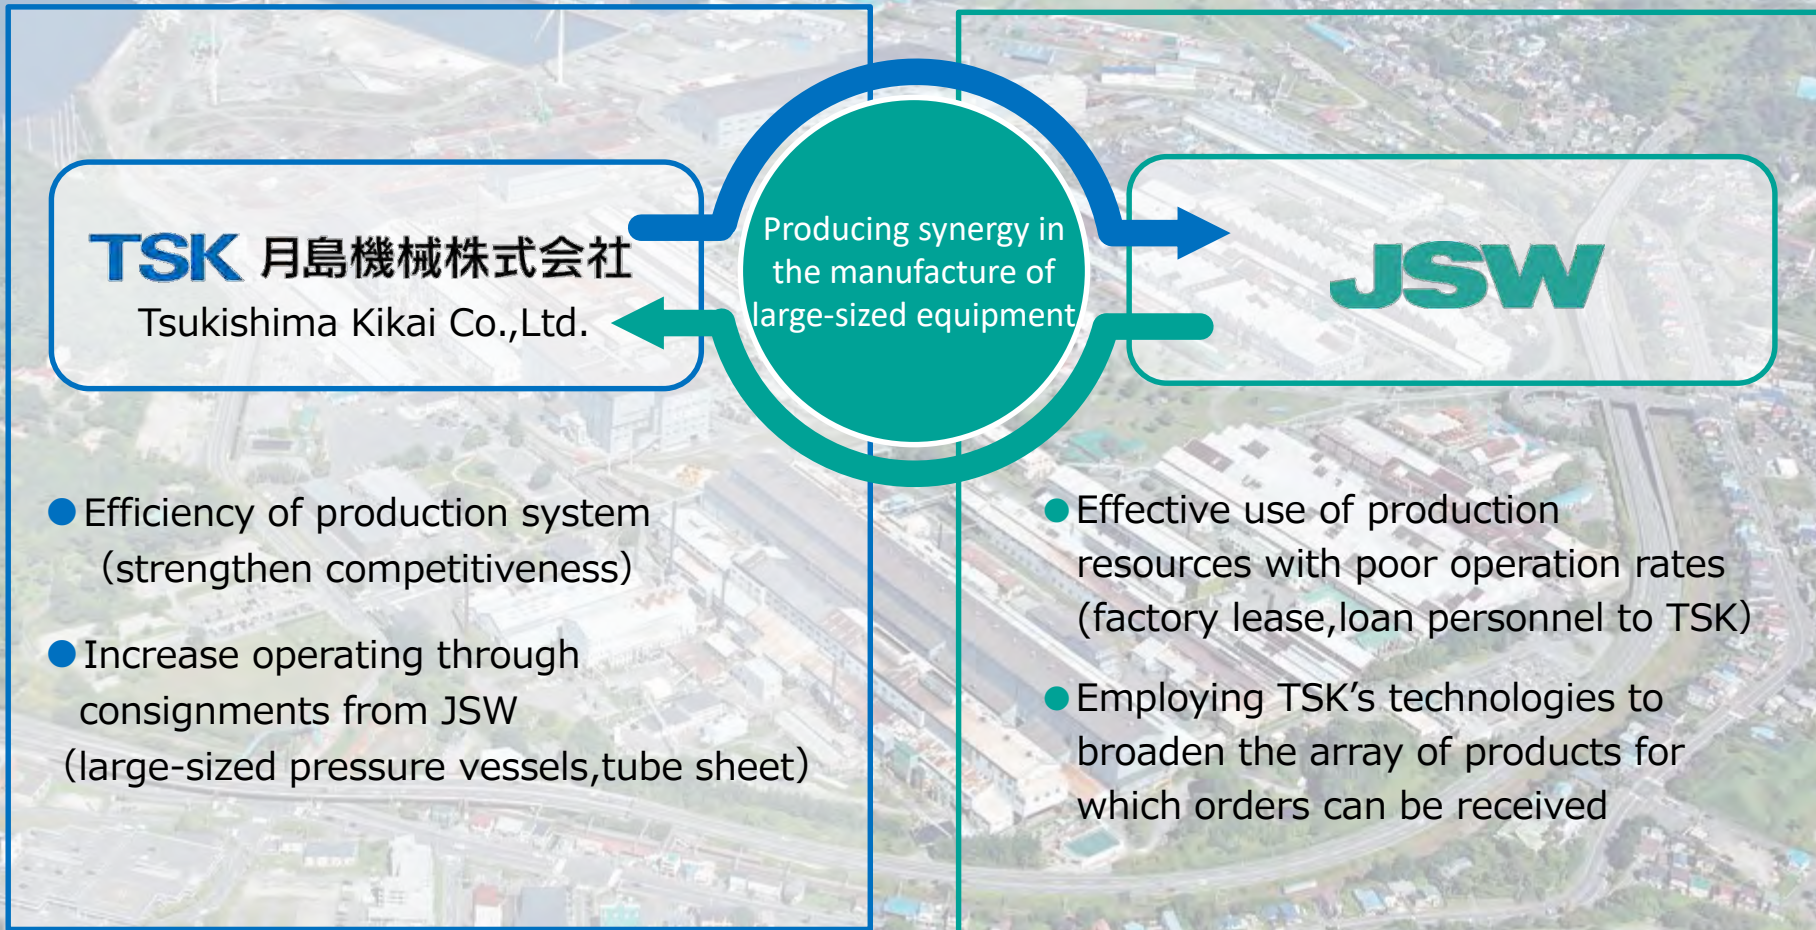 TSK 月島機械株式会社
Tsukishima Kikai Co.,Ltd.
Producing synergy in
the manufacture of
large-sized equipment
JSW
●Efficiency of production system
（strengthen competitiveness）
●Increase operating through
consignments from JSW
（large-sized pressure vessels,tube sheet）
●Effective use of production
resources with poor operation rates
(factory lease,loan personnel to TSK）
●Employing TSK’s technologies to
broaden the array of products for
which orders can be received